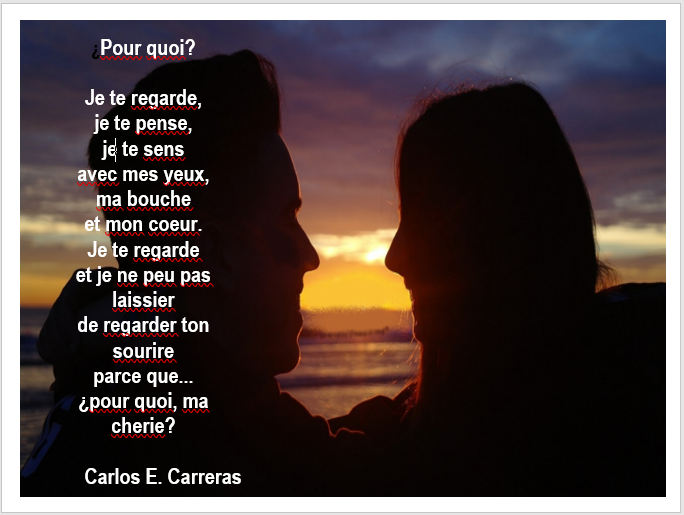 ¿Pour quoi?
Je te regarde,
je te pense,
je te sens
avec mes yeux,
ma bouche
et mon coeur.
Je te regarde
et je ne peu pas
laissier
de regarder ton
sourire
parce que...
¿pour quoi, ma
cherie?
Carlos E. Carreras